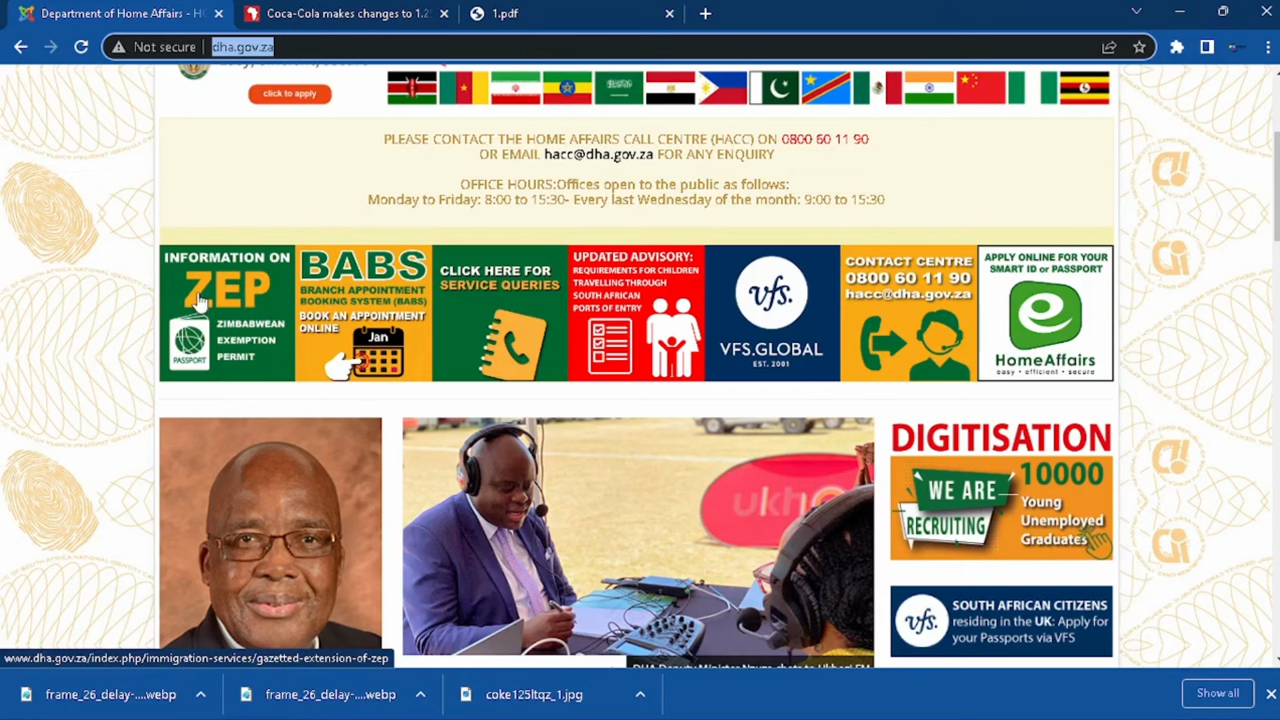 Department of Home Affairs - HO
Coca-Cola makes changes to 1.25
1.pdf
Not secure
dha.gov.za
click to apply
PLEASE CONTACT THE HOME AFFAIRS CALL CENTRE (HACC) ON 0800 60 11 90
OR EMAIL hacc@dha.gov.za FOR ANY ENQUIRY
OFFICE HOURS:Offices open to the public as follows:
Monday to Friday: 8:00 to 15:30- Every last Wednesday of the month: 9:00 to 15:30
INFORMATION ON
ZEP
PASSPORT
ZIMBABWEAN
EXEMPTION
PERMIT
BABS
BRANCH APPOINTMENT
BOOKING SYSTEM (BABS)
BOOK AN APPOINTMENT
ONLINE
Jan
CLICK HERE FOR
SERVICE QUERIES
UPDATED ADVISORY:
REQUIREMENTS FOR CHILDREN
TRAVELLING THROUGH
SOUTH AFRICAN
PORTS OF ENTRY
vfs.
VFS.GLOBAL
EST. 2001
CONTACT CENTRE
0800 60 11 90
hacc@dha.gov.za
APPLY ONLINE FOR YOUR
SMART ID or PASSPORT
e
HomeAffairs
easy • efficient • secure
DIGITISATION
WE ARE
RECRUITING
10000
Young
Unemployed
Graduates
vfs.
SOUTH AFRICAN CITIZENS
residing in the UK: Apply for
your Passports via VFS
www.dha.gov.za/index.php/immigration-services/gazetted-extension-of-zep
frame_26_delay-....webp
frame_26_delay-....webp
coke125ltqz_1.jpg
Show all